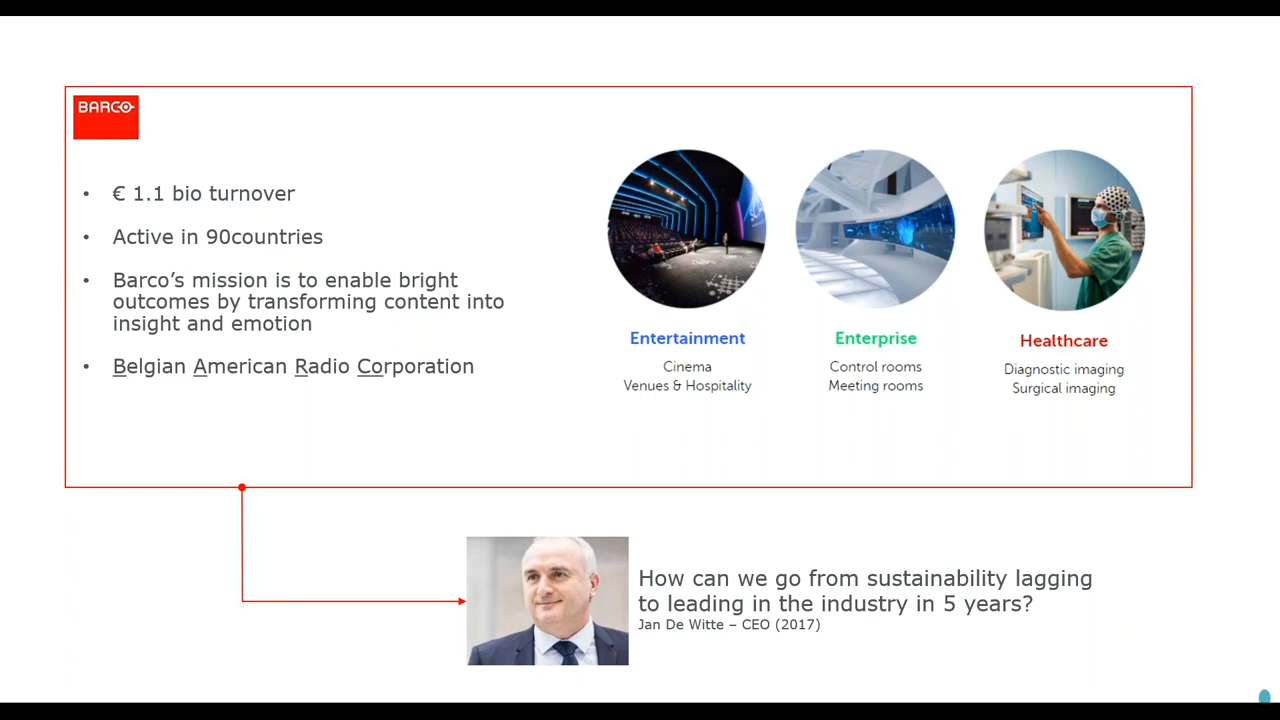 BARCO
• € 1.1 bio turnover
• Active in 90countries
• Barco’s mission is to enable bright
outcomes by transforming content into
insight and emotion
• Belgian American Radio Corporation
Entertainment
Cinema
Venues & Hospitality
Enterprise
Control rooms
Meeting rooms
Healthcare
Diagnostic imaging
Surgical imaging
How can we go from sustainability lagging
to leading in the industry in 5 years?
Jan De Witte – CEO (2017)